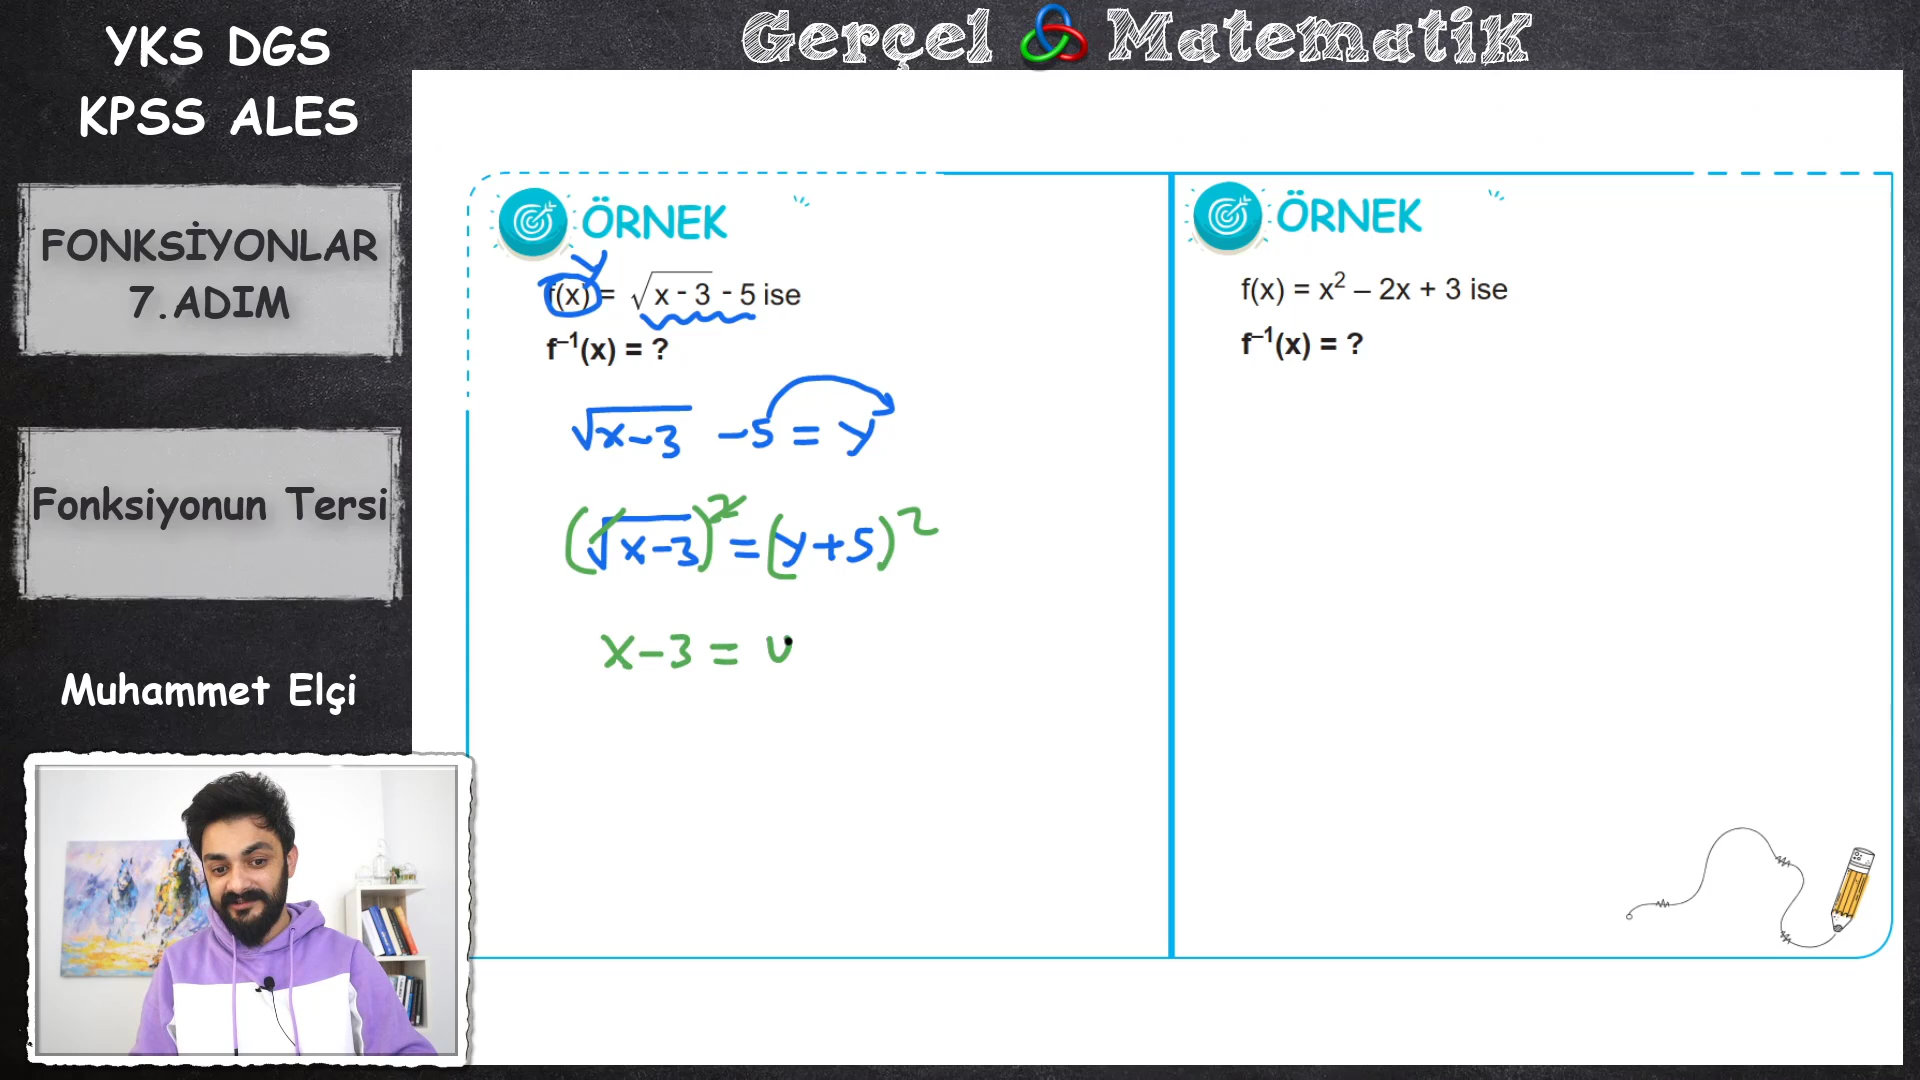 YKS DGS
KPSS ALES
Gerçel Matematik
FONKSİYONLAR
7.ADIM
Fonksiyonun Tersi
Muhammet Elçi
ÖRNEK
y
f(x) = √x - 3 - 5 ise
f⁻¹(x) = ?
√x-3 -5 = y
(√x-3)² = (y+5)²
x-3 =
ÖRNEK
f(x) = x² – 2x + 3 ise
f⁻¹(x) = ?